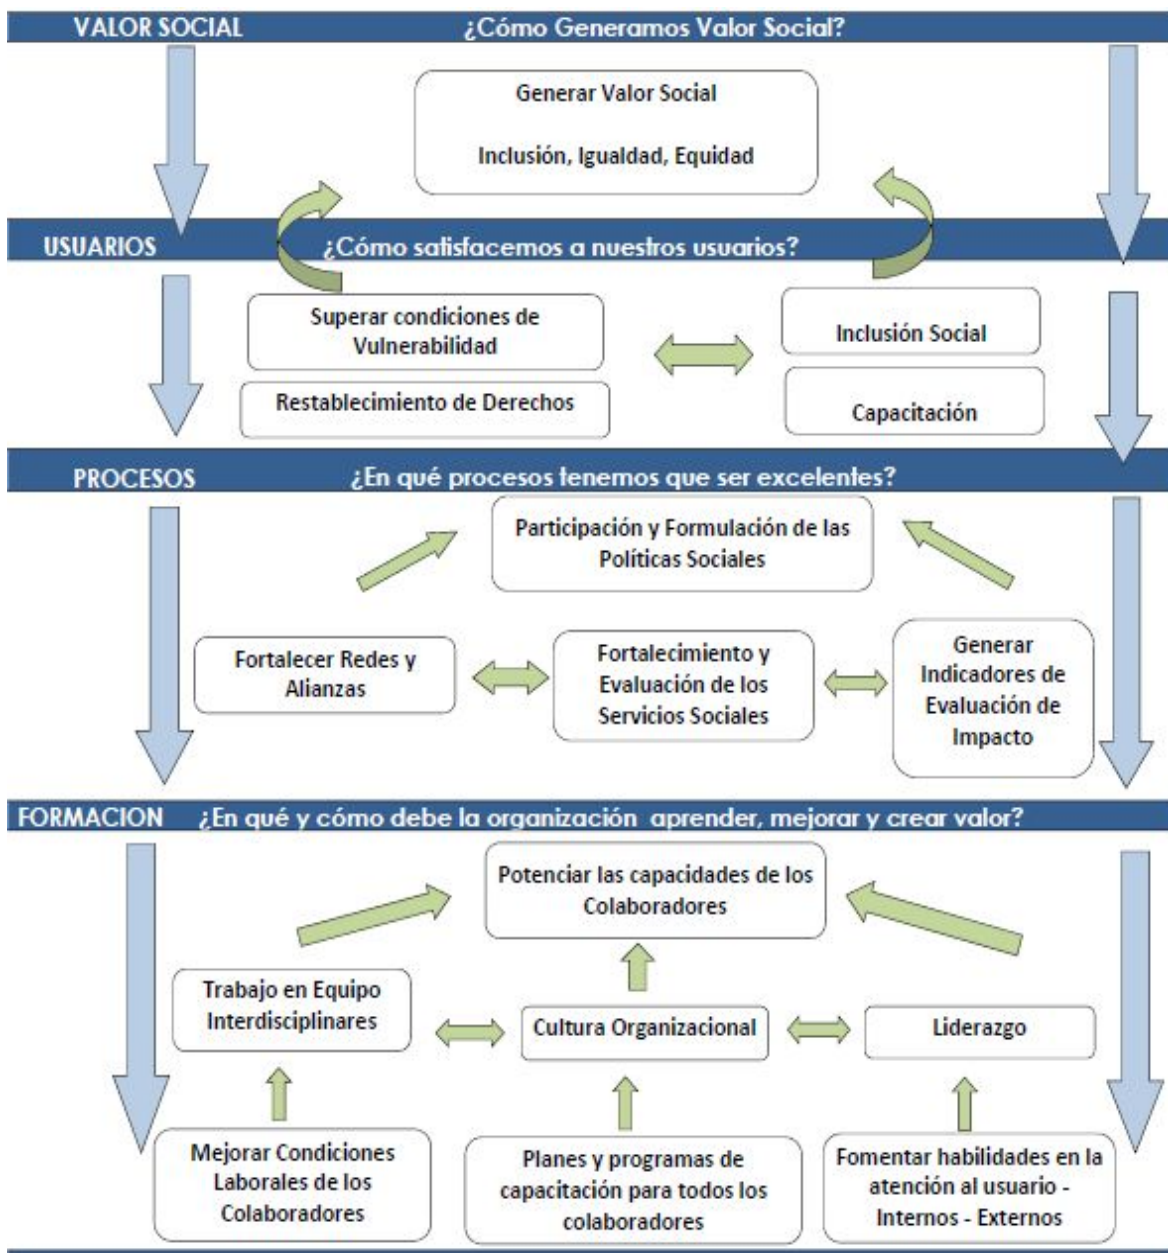 VALOR SOCIAL ¿Cómo Generamos Valor Social?
Generar Valor Social
Inclusión, Igualdad, Equidad
USUARIOS ¿Cómo satisfacemos a nuestros usuarios?
Superar condiciones de
Vulnerabilidad
Inclusión Social
Restablecimiento de Derechos
Capacitación
PROCESOS ¿En qué procesos tenemos que ser excelentes?
Participación y Formulación de las
Políticas Sociales
Fortalecer Redes y
Alianzas
Fortalecimiento y
Evaluación de los
Servicios Sociales
Generar
Indicadores de
Evaluación de
Impacto
FORMACION ¿En qué y cómo debe la organización aprender, mejorar y crear valor?
Potenciar las capacidades de los
Colaboradores
Trabajo en Equipo
Interdisciplinares
Cultura Organizacional
Liderazgo
Mejorar Condiciones
Laborales de los
Colaboradores
Planes y programas de
capacitación para todos los
colaboradores
Fomentar habilidades en la
atención al usuario -
Internos - Externos